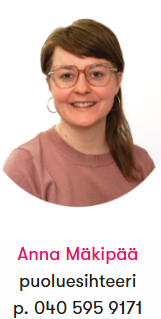 Anna Mäkipää
puoluesihteeri
p. 040 595 9171